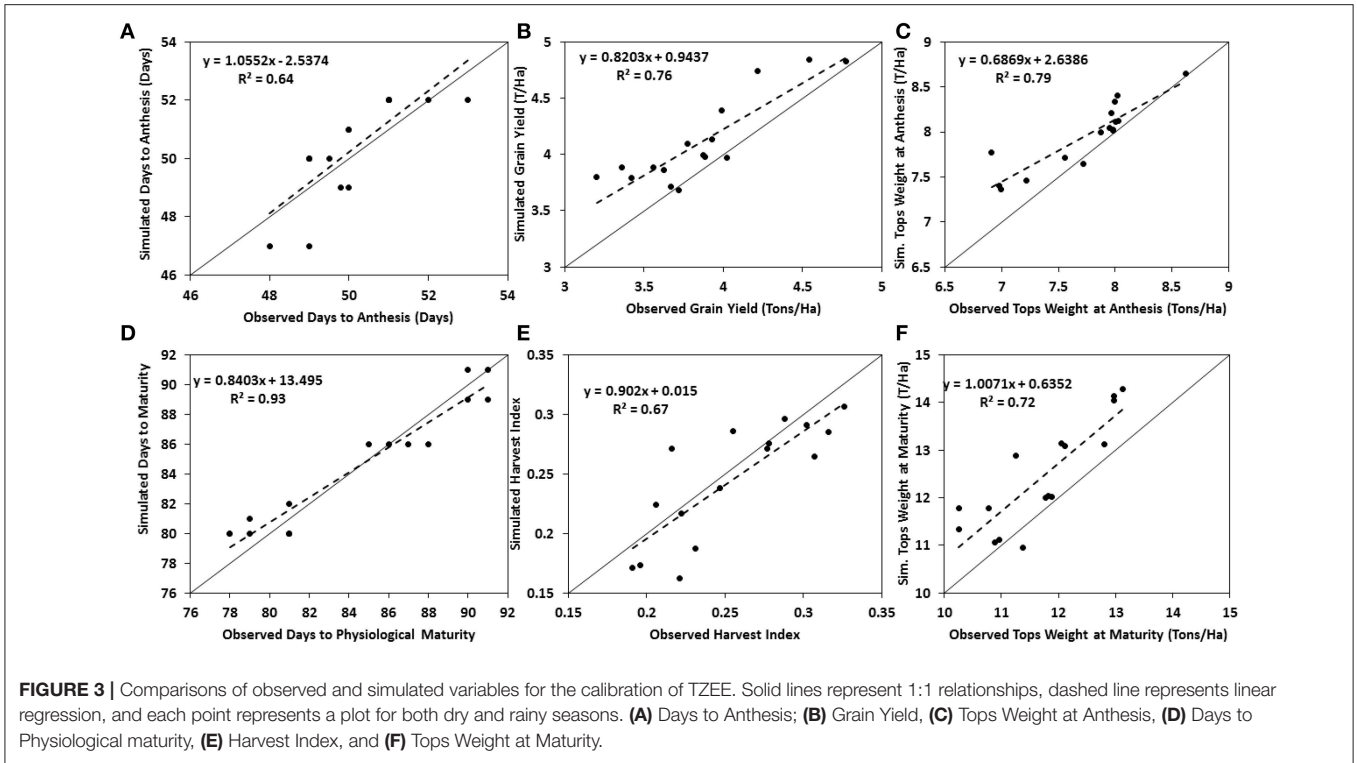 A
Simulated Days to Anthesis (Days)
54
52
50
48
46
y = 1.0552x - 2.5374
R² = 0.64
46 48 50 52 54
Observed Days to Anthesis (Days)
B
Simulated Grain Yield (T/Ha)
5
4.5
4
3.5
3
y = 0.8203x + 0.9437
R² = 0.76
3 3.5 4 4.5 5
Observed Grain Yield (Tons/Ha)
C
Sim. Tops Weight at Anthesis (T/Ha)
9
8.5
8
7.5
7
6.5
y = 0.6869x + 2.6386
R² = 0.79
6.5 7 7.5 8 8.5 9
Observed Tops Weight at Anthesis (Tons/Ha)
D
Simulated Days to Maturity
92
90
88
86
84
82
80
78
76
y = 0.8403x + 13.495
R² = 0.93
76 78 80 82 84 86 88 90 92
Observed Days to Physiological Maturity
E
Simulated Harvest Index
0.35
0.3
0.25
0.2
0.15
y = 0.902x + 0.015
R² = 0.67
0.15 0.2 0.25 0.3 0.35
Observed Harvest Index
F
Sim. Tops Weight at Maturity (T/Ha)
15
14
13
12
11
10
y = 1.0071x + 0.6352
R² = 0.72
10 11 12 13 14 15
Observed Tops Weight at Maturity (Tons/Ha)
FIGURE 3 | Comparisons of observed and simulated variables for the calibration of TZEE. Solid lines represent 1:1 relationships, dashed line represents linear
regression, and each point represents a plot for both dry and rainy seasons. (A) Days to Anthesis; (B) Grain Yield, (C) Tops Weight at Anthesis, (D) Days to
Physiological maturity, (E) Harvest Index, and (F) Tops Weight at Maturity.